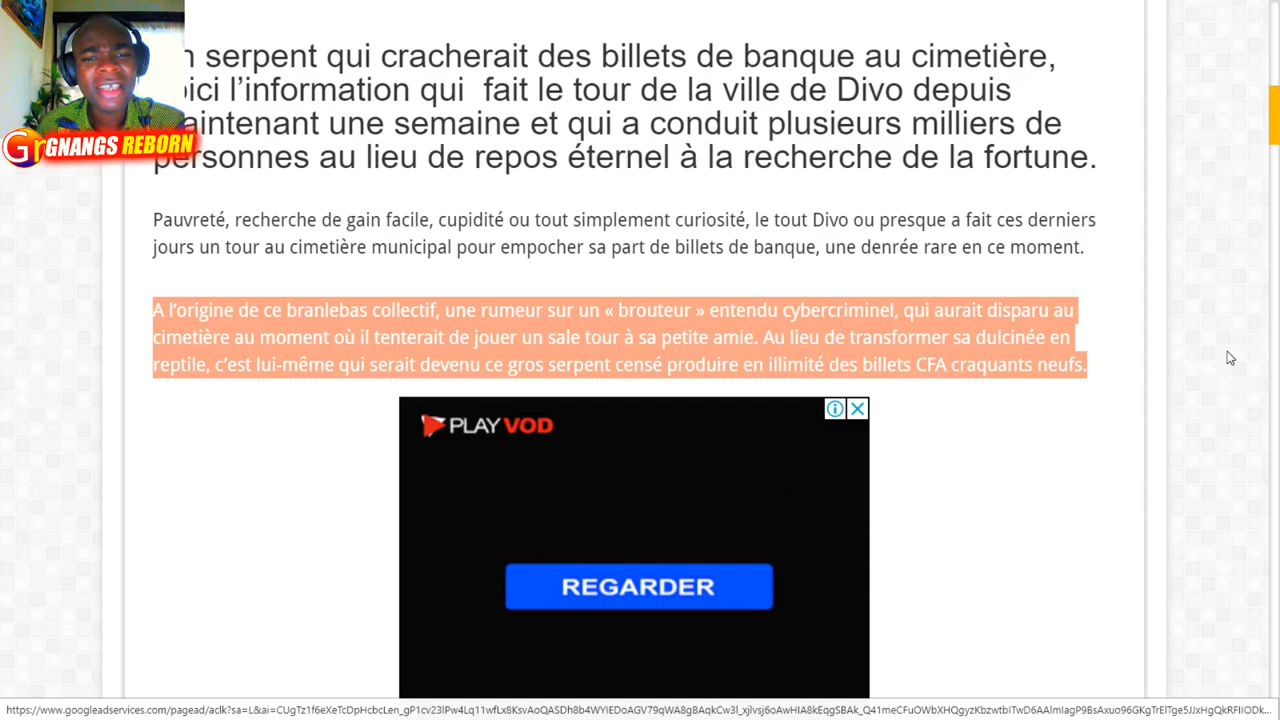 n serpent qui cracherait des billets de banque au cimetière,
oici l'information qui fait le tour de la ville de Divo depuis
aintenant une semaine et qui a conduit plusieurs milliers de
personnes au lieu de repos éternel à la recherche de la fortune.
Gr GNANGS REBORN
Pauvreté, recherche de gain facile, cupidité ou tout simplement curiosité, le tout Divo ou presque a fait ces derniers
jours un tour au cimetière municipal pour empocher sa part de billets de banque, une denrée rare en ce moment.
A l'origine de ce branlebas collectif, une rumeur sur un « brouteur » entendu cybercriminel, qui aurait disparu au
cimetière au moment où il tenterait de jouer un sale tour à sa petite amie. Au lieu de transformer sa dulcinée en
reptile, c'est lui-même qui serait devenu ce gros serpent censé produire en illimité des billets CFA craquants neufs.
PLAY VOD
REGARDER